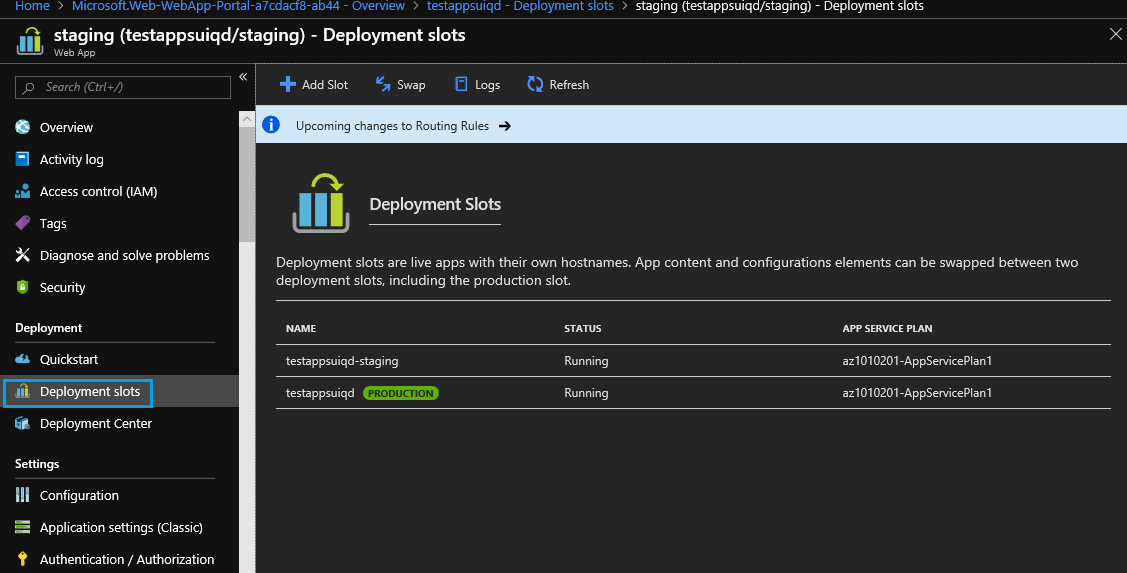 Home > Microsoft.Web-WebApp-Portal-a7cdacf8-ab44 - Overview > testappsuiqd - Deployment slots > staging (testappsuiqd/staging) - Deployment slots
staging (testappsuiqd/staging) - Deployment slots
Web App
Search (Ctrl+/)
Overview
Activity log
Access control (IAM)
Tags
Diagnose and solve problems
Security
Deployment
Quickstart
Deployment slots
Deployment Center
Settings
Configuration
Application settings (Classic)
Authentication / Authorization
Add Slot Swap Logs Refresh
Upcoming changes to Routing Rules
Deployment Slots
Deployment slots are live apps with their own hostnames. App content and configurations elements can be swapped between two
deployment slots, including the production slot.
NAME STATUS APP SERVICE PLAN
testappsuiqd-staging Running az1010201-AppServicePlan1
testappsuiqd PRODUCTION Running az1010201-AppServicePlan1